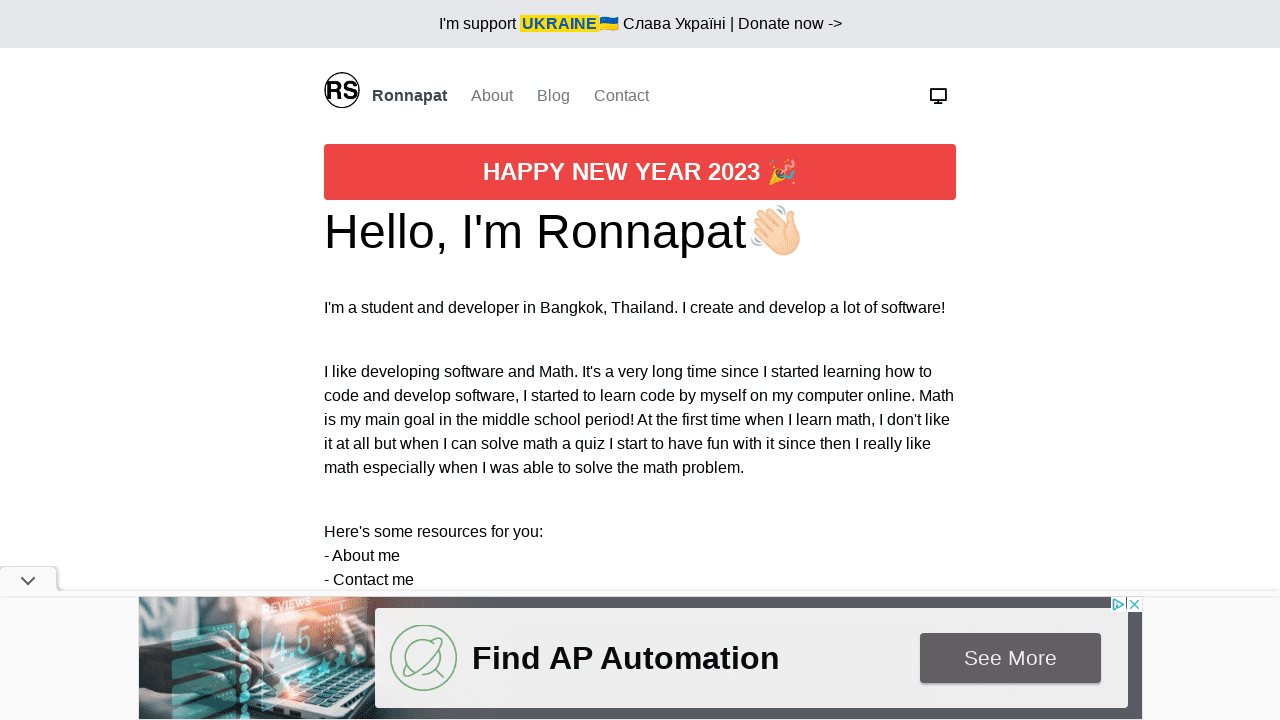 I'm support UKRAINE🇺🇦 Слава Україні | Donate now ->
RS Ronnapat About Blog Contact
HAPPY NEW YEAR 2023 🎉
Hello, I'm Ronnapat👋🏻
I'm a student and developer in Bangkok, Thailand. I create and develop a lot of software!
I like developing software and Math. It's a very long time since I started learning how to
code and develop software, I started to learn code by myself on my computer online. Math
is my main goal in the middle school period! At the first time when I learn math, I don't like
it at all but when I can solve math a quiz I start to have fun with it since then I really like
math especially when I was able to solve the math problem.
Here's some resources for you:
- About me
- Contact me
REVIEWS
4.5
Find AP Automation
See More